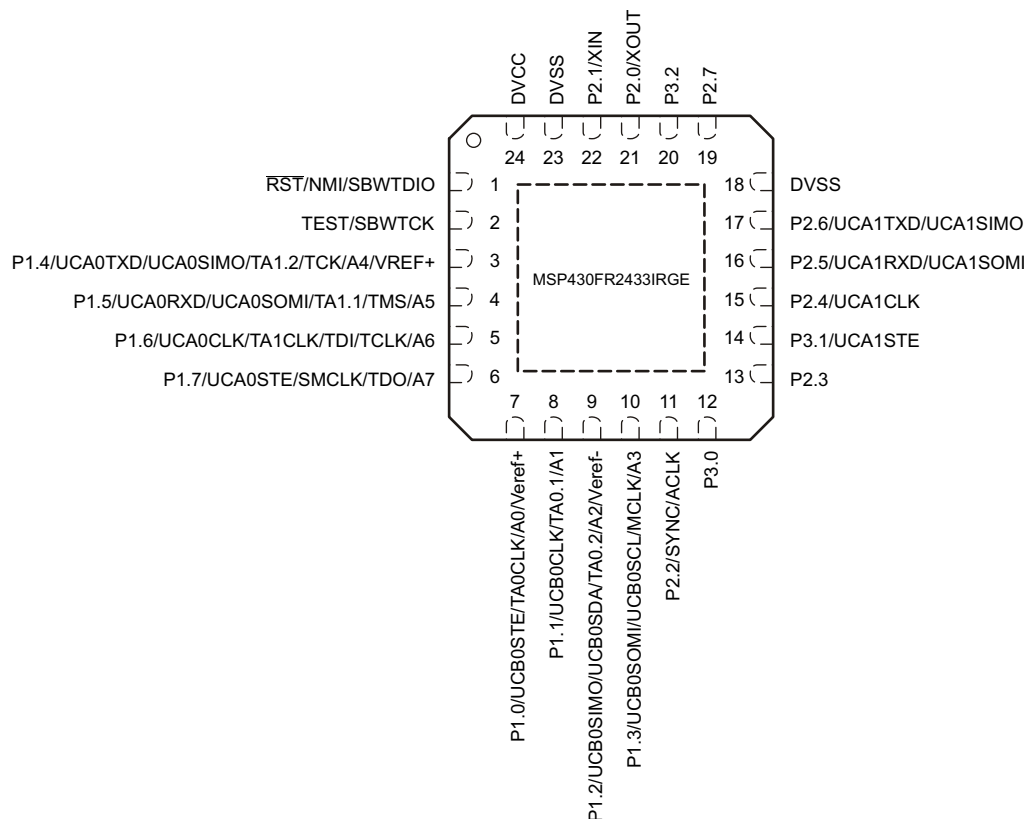 DVCC
DVSS
P2.1/XIN
P2.0/XOUT
P3.2
P2.7
24
23
22
21
20
19
RST/NMI/SBWTDIO
1
18
DVSS
TEST/SBWTCK
2
17
P2.6/UCA1TXD/UCA1SIMO
P1.4/UCA0TXD/UCA0SIMO/TA1.2/TCK/A4/VREF+
3
16
P2.5/UCA1RXD/UCA1SOMI
MSP430FR2433IRGE
P1.5/UCA0RXD/UCA0SOMI/TA1.1/TMS/A5
4
15
P2.4/UCA1CLK
P1.6/UCA0CLK/TA1CLK/TDI/TCLK/A6
5
14
P3.1/UCA1STE
P1.7/UCA0STE/SMCLK/TDO/A7
6
13
P2.3
7
8
9
10
11
12
P1.0/UCB0STE/TA0CLK/A0/Veref+
P1.1/UCB0CLK/TA0.1/A1
P1.2/UCB0SIMO/UCB0SDA/TA0.2/A2/Veref-
P1.3/UCB0SOMI/UCB0SCL/MCLK/A3
P2.2/SYNC/ACLK
P3.0